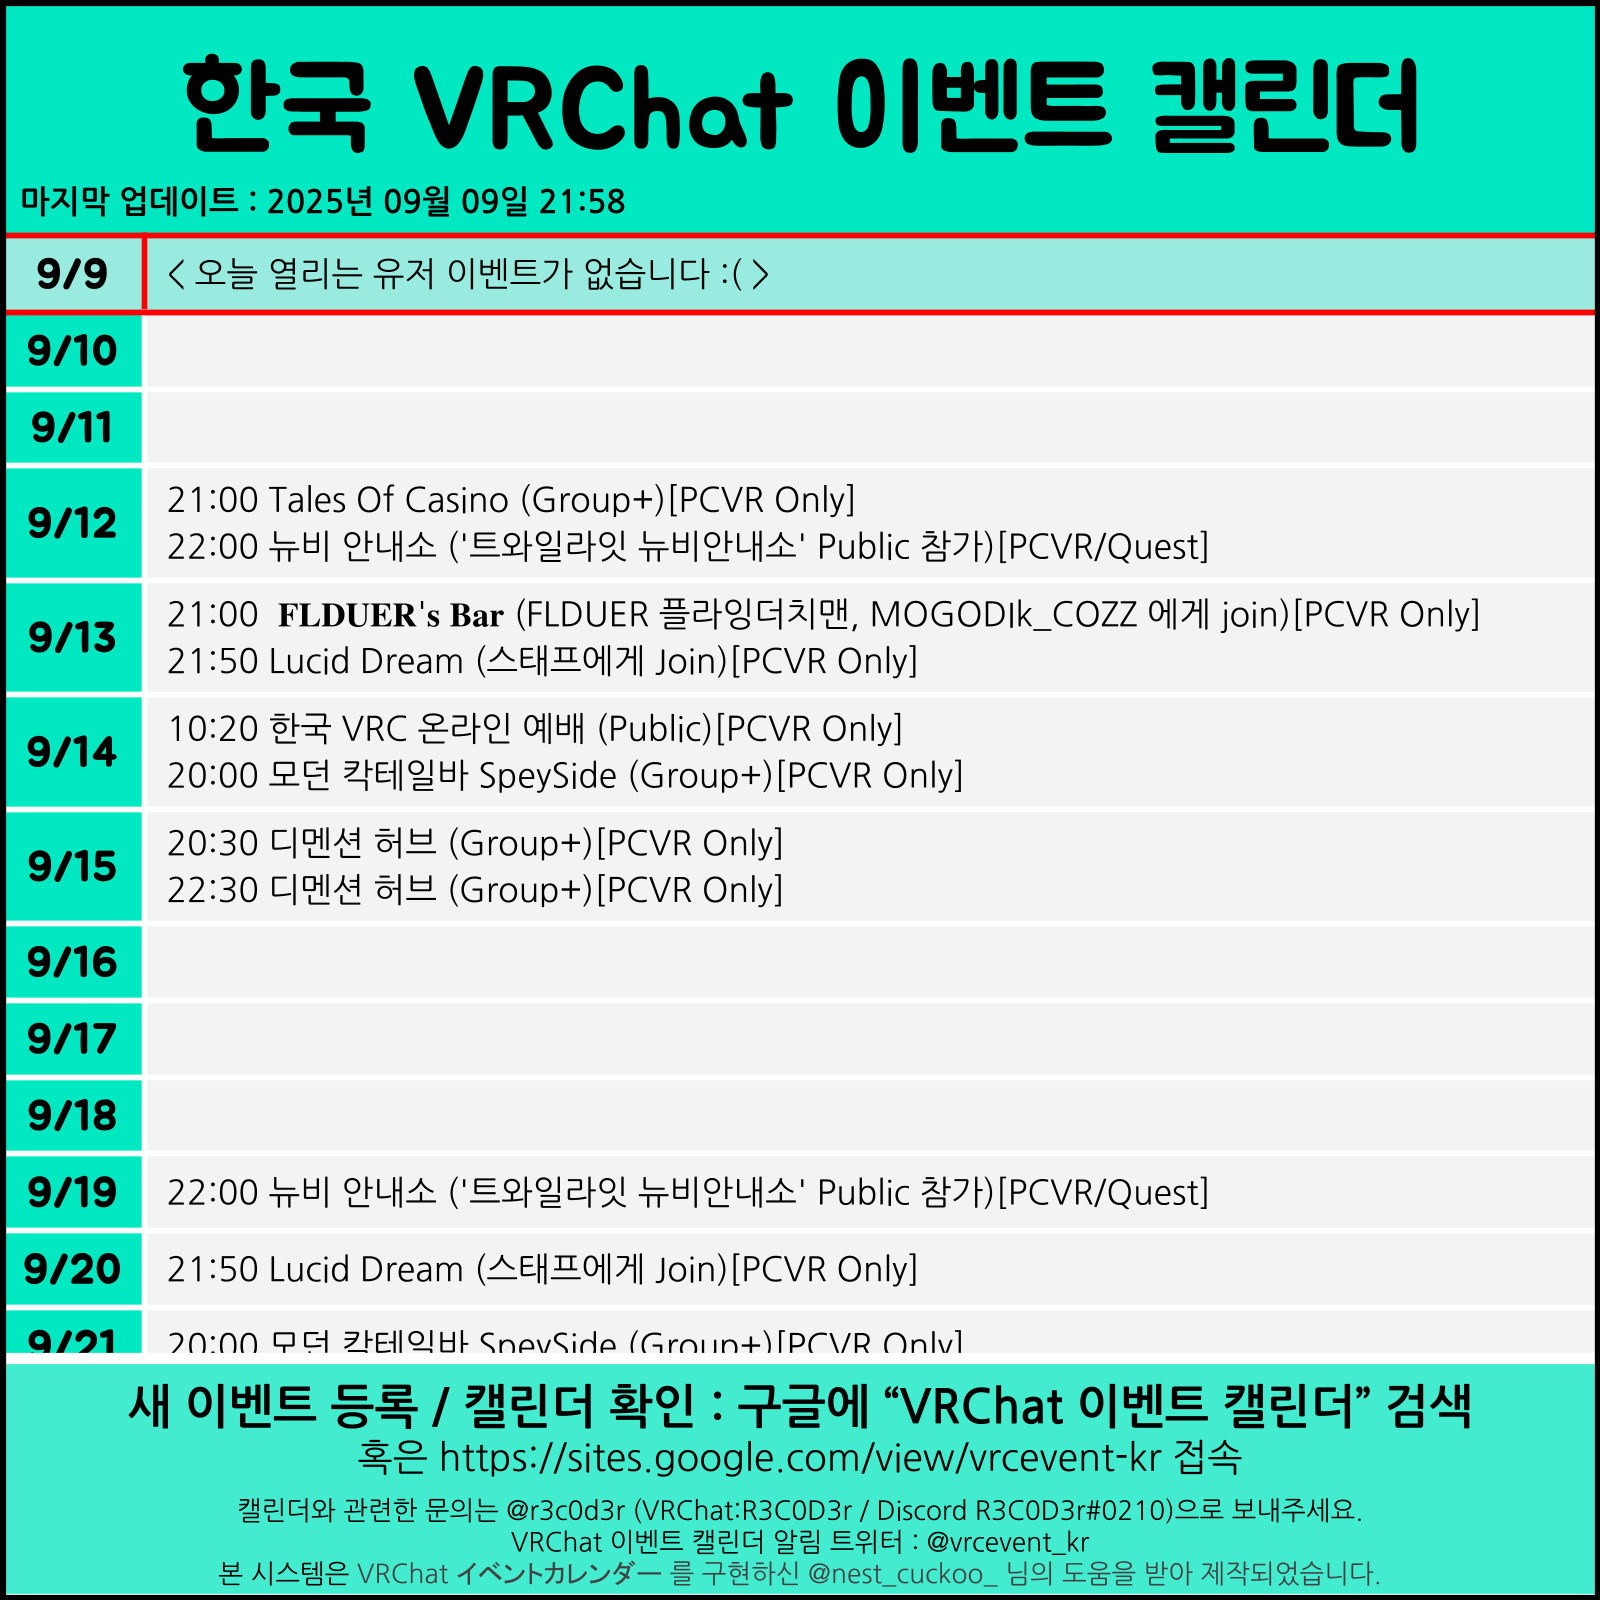 한국 VRChat 이벤트 캘린더
마지막 업데이트 : 2025년 09월 09일 21:58
9/9 < 오늘 열리는 유저 이벤트가 없습니다 :( >
9/10
9/11
9/12
21:00 Tales Of Casino (Group+)[PCVR Only]
22:00 뉴비 안내소 ('트와일라잇 뉴비안내소' Public 참가)[PCVR/Quest]
9/13
21:00 FLDUER's Bar (FLDUER 플라잉더치맨, MOGODIk_COZZ 에게 join)[PCVR Only]
21:50 Lucid Dream (스태프에게 Join)[PCVR Only]
9/14
10:20 한국 VRC 온라인 예배 (Public)[PCVR Only]
20:00 모던 칵테일바 SpeySide (Group+)[PCVR Only]
9/15
20:30 디멘션 허브 (Group+)[PCVR Only]
22:30 디멘션 허브 (Group+)[PCVR Only]
9/16
9/17
9/18
9/19 22:00 뉴비 안내소 ('트와일라잇 뉴비안내소' Public 참가)[PCVR/Quest]
9/20 21:50 Lucid Dream (스태프에게 Join)[PCVR Only]
9/21 20:00 모던 칵테일바 SpeySide (Group+)[PCVR Only]
새 이벤트 등록 / 캘린더 확인 : 구글에 “VRChat 이벤트 캘린더” 검색
혹은 https://sites.google.com/view/vrcevent-kr 접속
캘린더와 관련한 문의는 @r3c0d3r (VRChat:R3C0D3r / Discord R3C0D3r#0210)으로 보내주세요.
VRChat 이벤트 캘린더 알림 트위터 : @vrcevent_kr
본 시스템은 VRChat イベントカレンダー 를 구현하신 @nest_cuckoo_ 님의 도움을 받아 제작되었습니다.